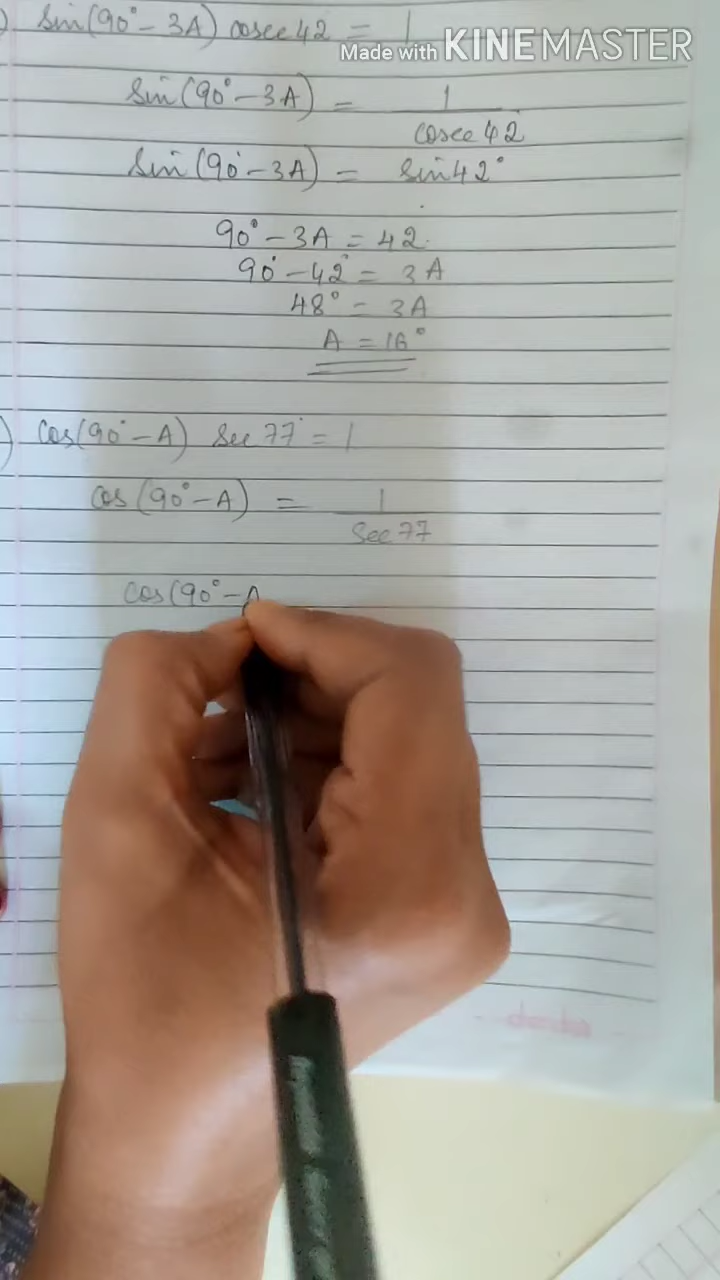 ) sin(90° - 3A) cosec 42 = 1
Made with KINEMASTER
sin(90° - 3A) = 1 / cosec 42
sin(90° - 3A) = sin 42°
90° - 3A = 42
90° - 42° = 3A
48° = 3A
A = 16°
) cos(90° - A) sec 77° = 1
cos(90° - A) = 1 / sec 77
cos(90° - A